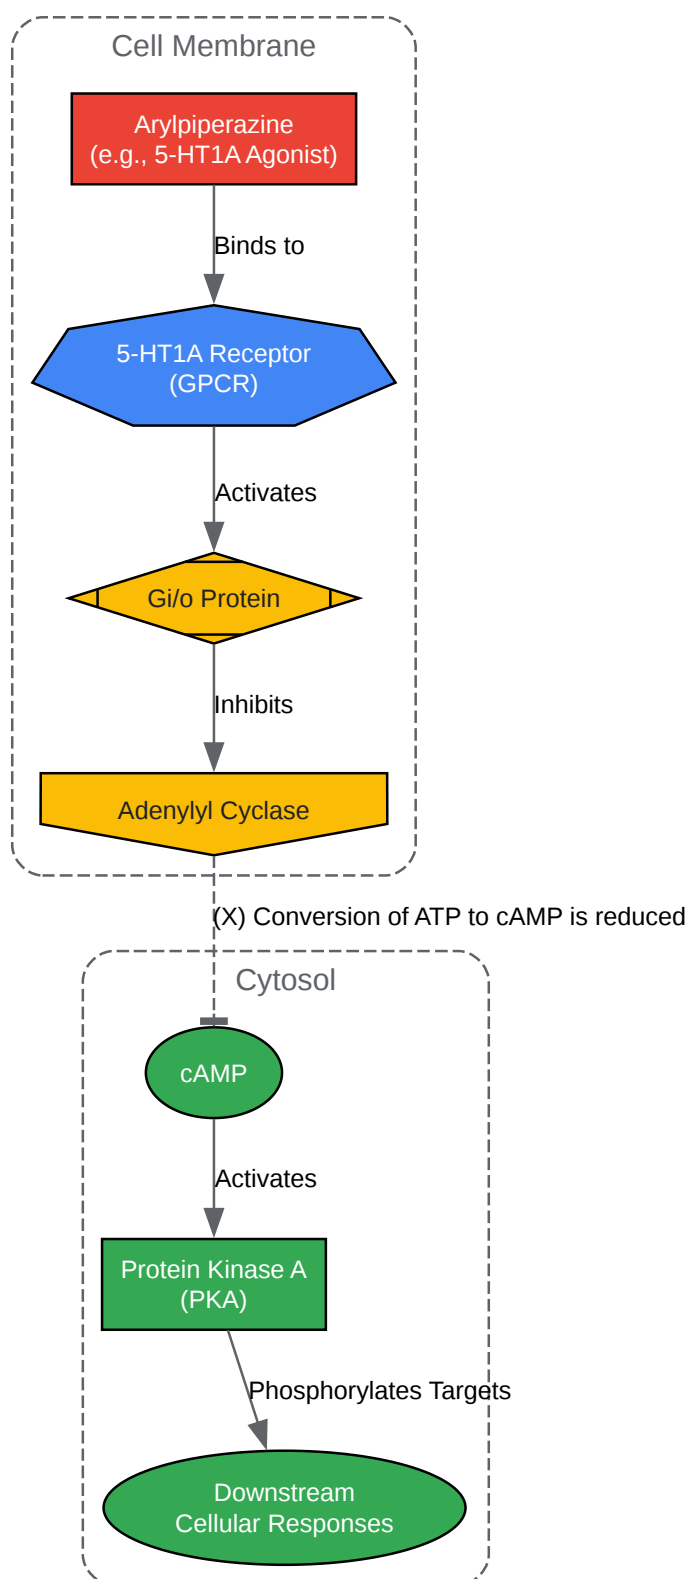 Cell Membrane
Arylpiperazine
(e.g., 5-HT1A Agonist)
Binds to
5-HT1A Receptor
(GPCR)
Activates
Gi/o Protein
Inhibits
Adenylyl Cyclase
(X) Conversion of ATP to cAMP is reduced
Cytosol
cAMP
Activates
Protein Kinase A
(PKA)
Phosphorylates Targets
Downstream
Cellular Responses